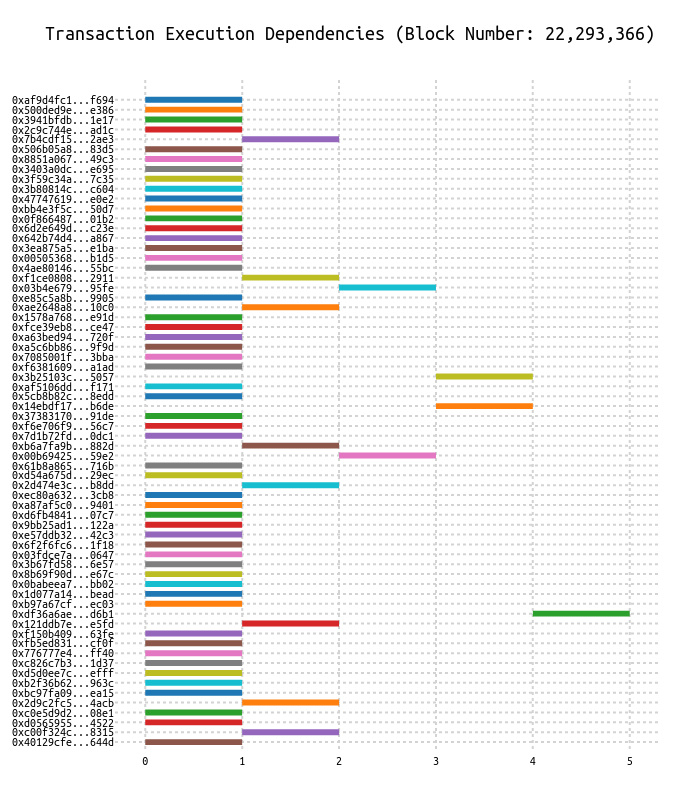 Transaction Execution Dependencies (Block Number: 22,293,366)
0xaf9d4fc1...f694
0x500ded9e...e386
0x3941bfdb...1e17
0x2c9c744e...ad1c
0x7b4cdf15...2ae3
0x506b05a8...83d5
0x8851a067...49c3
0x3403a0dc...e695
0x3f59c34a...7c35
0x3b80814c...c604
0x47747619...e0e2
0xbb4e3f5c...50d7
0x0f866487...01b2
0x6d2e649d...c23e
0x642b74d4...a867
0x3ea875a5...e1ba
0x00505368...b1d5
0x4ae80146...55bc
0xf1ce0808...2911
0x03b4e679...95fe
0xe85c5a8b...9905
0xae2648a8...10c0
0x1578a768...e91d
0xfce39eb8...ce47
0xa63bed94...720f
0xa5c6bb86...9f9d
0x7085001f...3bba
0xf6381609...a1ad
0x3b25103c...5057
0xaf5106dd...f171
0x5cb8b82c...8edd
0x14ebdf17...b6de
0x37383170...91de
0xf6e706f9...56c7
0x7d1b72fd...0dc1
0xb6a7fa9b...882d
0x00b69425...59e2
0x61b8a865...716b
0xd54a675d...29ec
0x2d474e3c...b8dd
0xec80a632...3cb8
0xa87af5c0...9401
0xd6fb4841...07c7
0x9bb25ad1...122a
0xe57ddb32...42c3
0x6f2f6fc6...1f18
0x03fdce7a...0647
0x3b67fd58...6e57
0x8b69f90d...e67c
0x0babeea7...bb02
0x1d077a14...bead
0xb97a67cf...ec03
0xdf36a6ae...d6b1
0x121ddb7e...e5fd
0xf150b409...63fe
0xfb5ed831...cf0f
0x776777e4...ff40
0xc826c7b3...1d37
0xd5d0ee7c...efff
0xb2f36b62...963c
0xbc97fa09...ea15
0x2d9c2fc5...4acb
0xc0e5d9d2...08e1
0xd0565955...4522
0xc00f324c...8315
0x40129cfe...644d
0 1 2 3 4 5